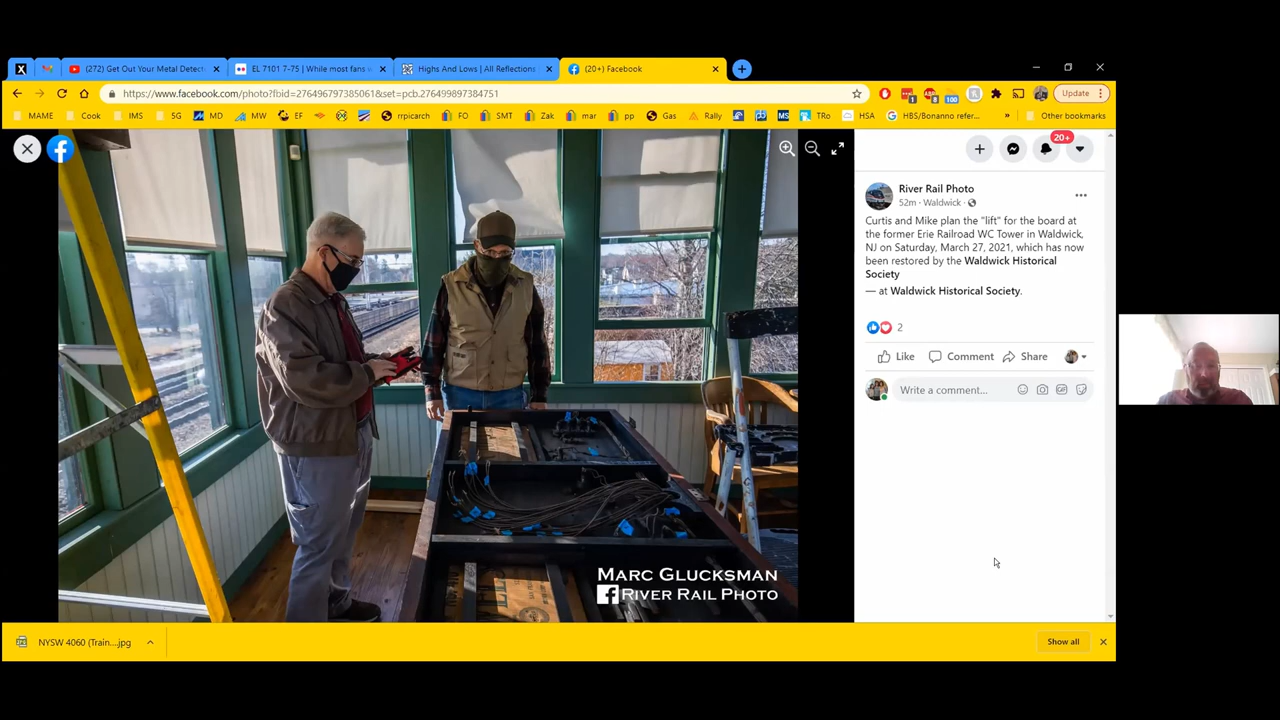 X
(272) Get Out Your Metal Detect
EL 7101 7-75 | While most fans w
Highs And Lows | All Reflections
(20+) Facebook
https://www.facebook.com/photo?fbid=276496797385061&set=pcb.276499897384751
Update
MAME
Cook
IMS
5G
MD
MW
EF
rrpicarch
FO
SMT
Zak
mar
pp
Gas
Rally
MS
TRo
HSA
HBS/Bonanno refer...
»
Other bookmarks
20+
River Rail Photo
52m · Waldwick ·
Curtis and Mike plan the "lift" for the board at
the former Erie Railroad WC Tower in Waldwick,
NJ on Saturday, March 27, 2021, which has now
been restored by the Waldwick Historical
Society
— at Waldwick Historical Society.
2
Like
Comment
Share
Write a comment...
MARC GLUCKSMAN
RIVER RAIL PHOTO
NYSW 4060 (Train....jpg
Show all